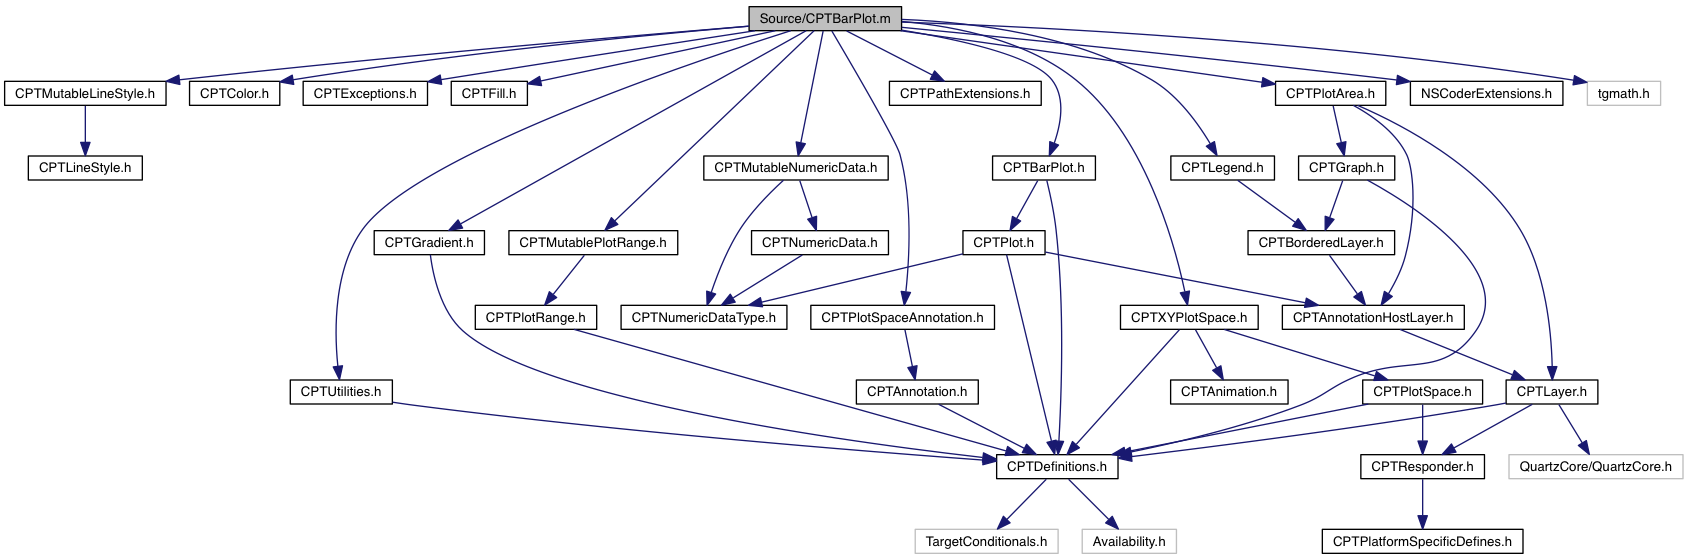 Source/CPTBarPlot.m
CPTMutableLineStyle.h
CPTColor.h
CPTExceptions.h
CPTFill.h
CPTPathExtensions.h
CPTPlotArea.h
NSCoderExtensions.h
tgmath.h
CPTLineStyle.h
CPTMutableNumericData.h
CPTBarPlot.h
CPTLegend.h
CPTGraph.h
CPTGradient.h
CPTMutablePlotRange.h
CPTNumericData.h
CPTPlot.h
CPTBorderedLayer.h
CPTPlotRange.h
CPTNumericDataType.h
CPTPlotSpaceAnnotation.h
CPTXYPlotSpace.h
CPTAnnotationHostLayer.h
CPTUtilities.h
CPTAnnotation.h
CPTAnimation.h
CPTPlotSpace.h
CPTLayer.h
CPTDefinitions.h
CPTResponder.h
QuartzCore/QuartzCore.h
TargetConditionals.h
Availability.h
CPTPlatformSpecificDefines.h